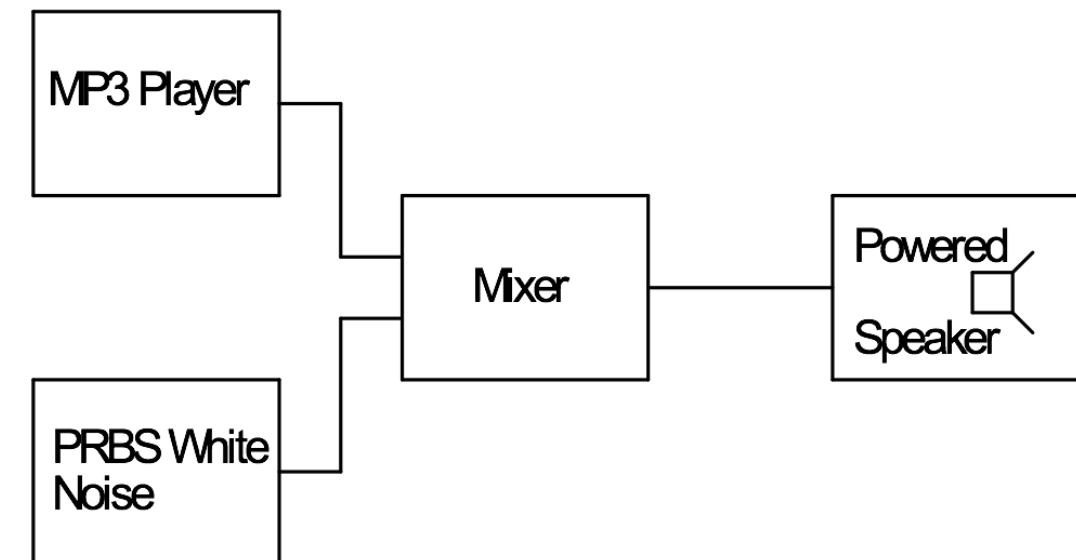 MP3 Player
Mixer
Powered
Speaker
PRBS White
Noise